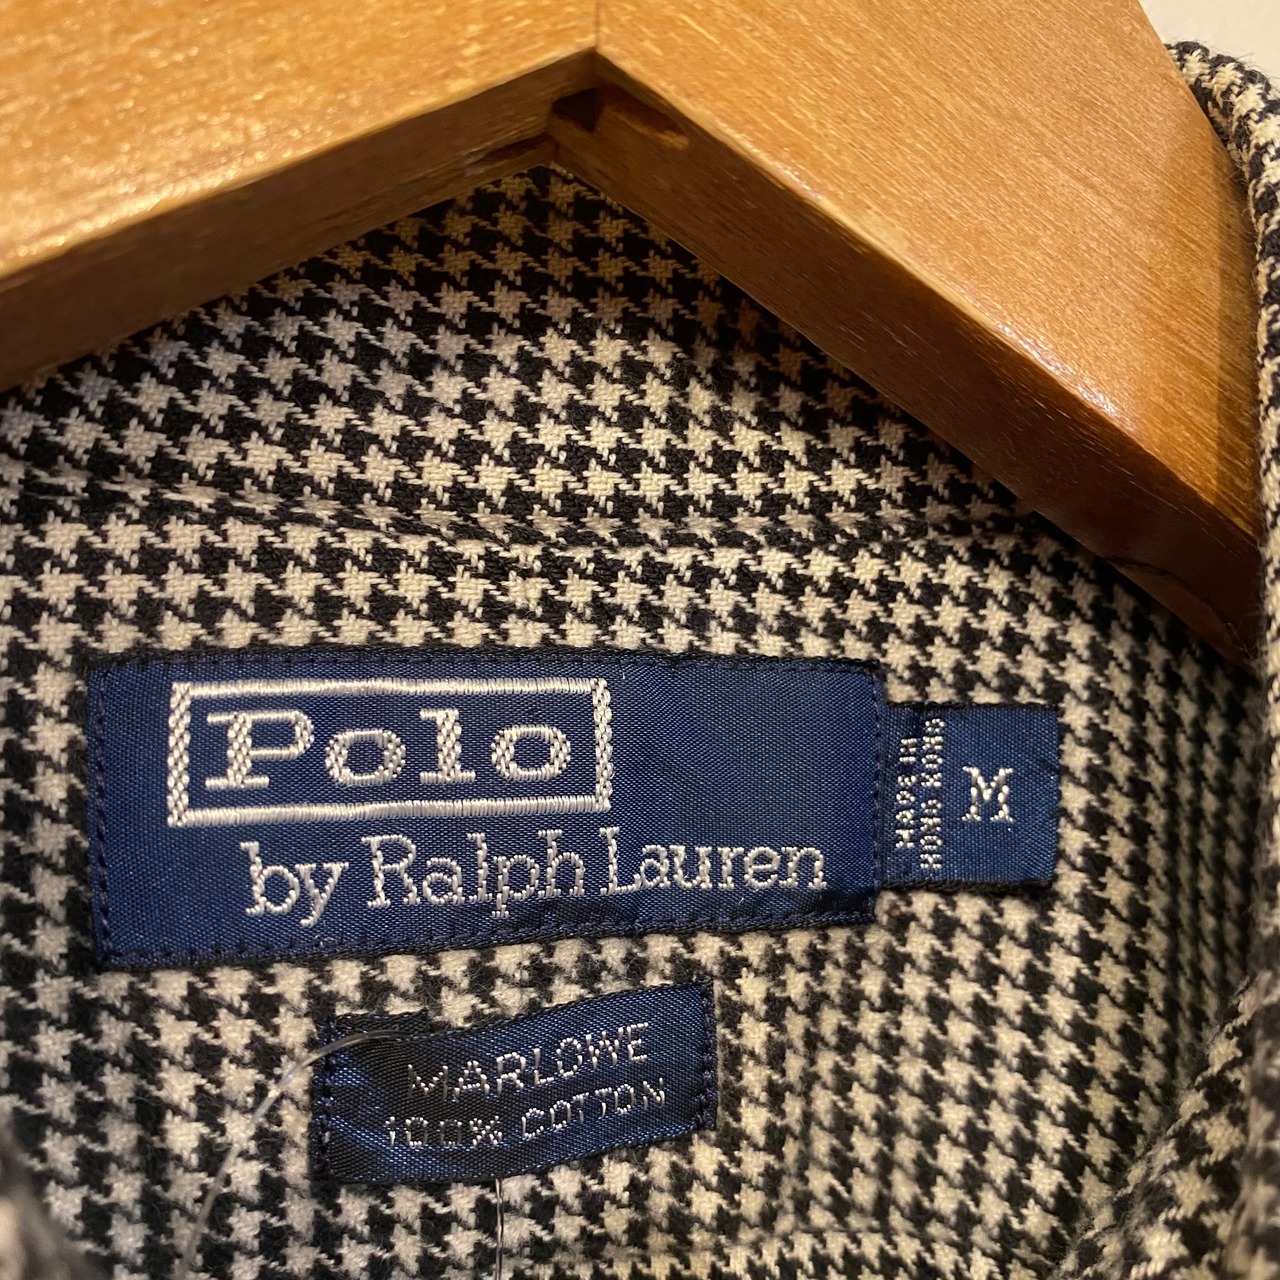 Polo
by Ralph Lauren
MADE IN
HONG KONG
M
MARLOWE
100% COTTON